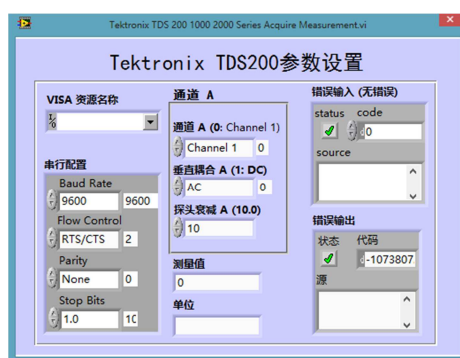 Tektronix TDS 200 1000 2000 Series Acquire Measurement.vi
Tektronix TDS200参数设置
VISA 资源名称
串行配置
Baud Rate
9600 9600
Flow Control
RTS/CTS 2
Parity
None 0
Stop Bits
1.0 10
通道 A
通道 A (0: Channel 1)
Channel 1 0
垂直耦合 A (1: DC)
AC 0
探头衰减 A (10.0)
10
测量值
0
单位
错误输入 (无错误)
status code
0
source
错误输出
状态 代码
-1073807
源